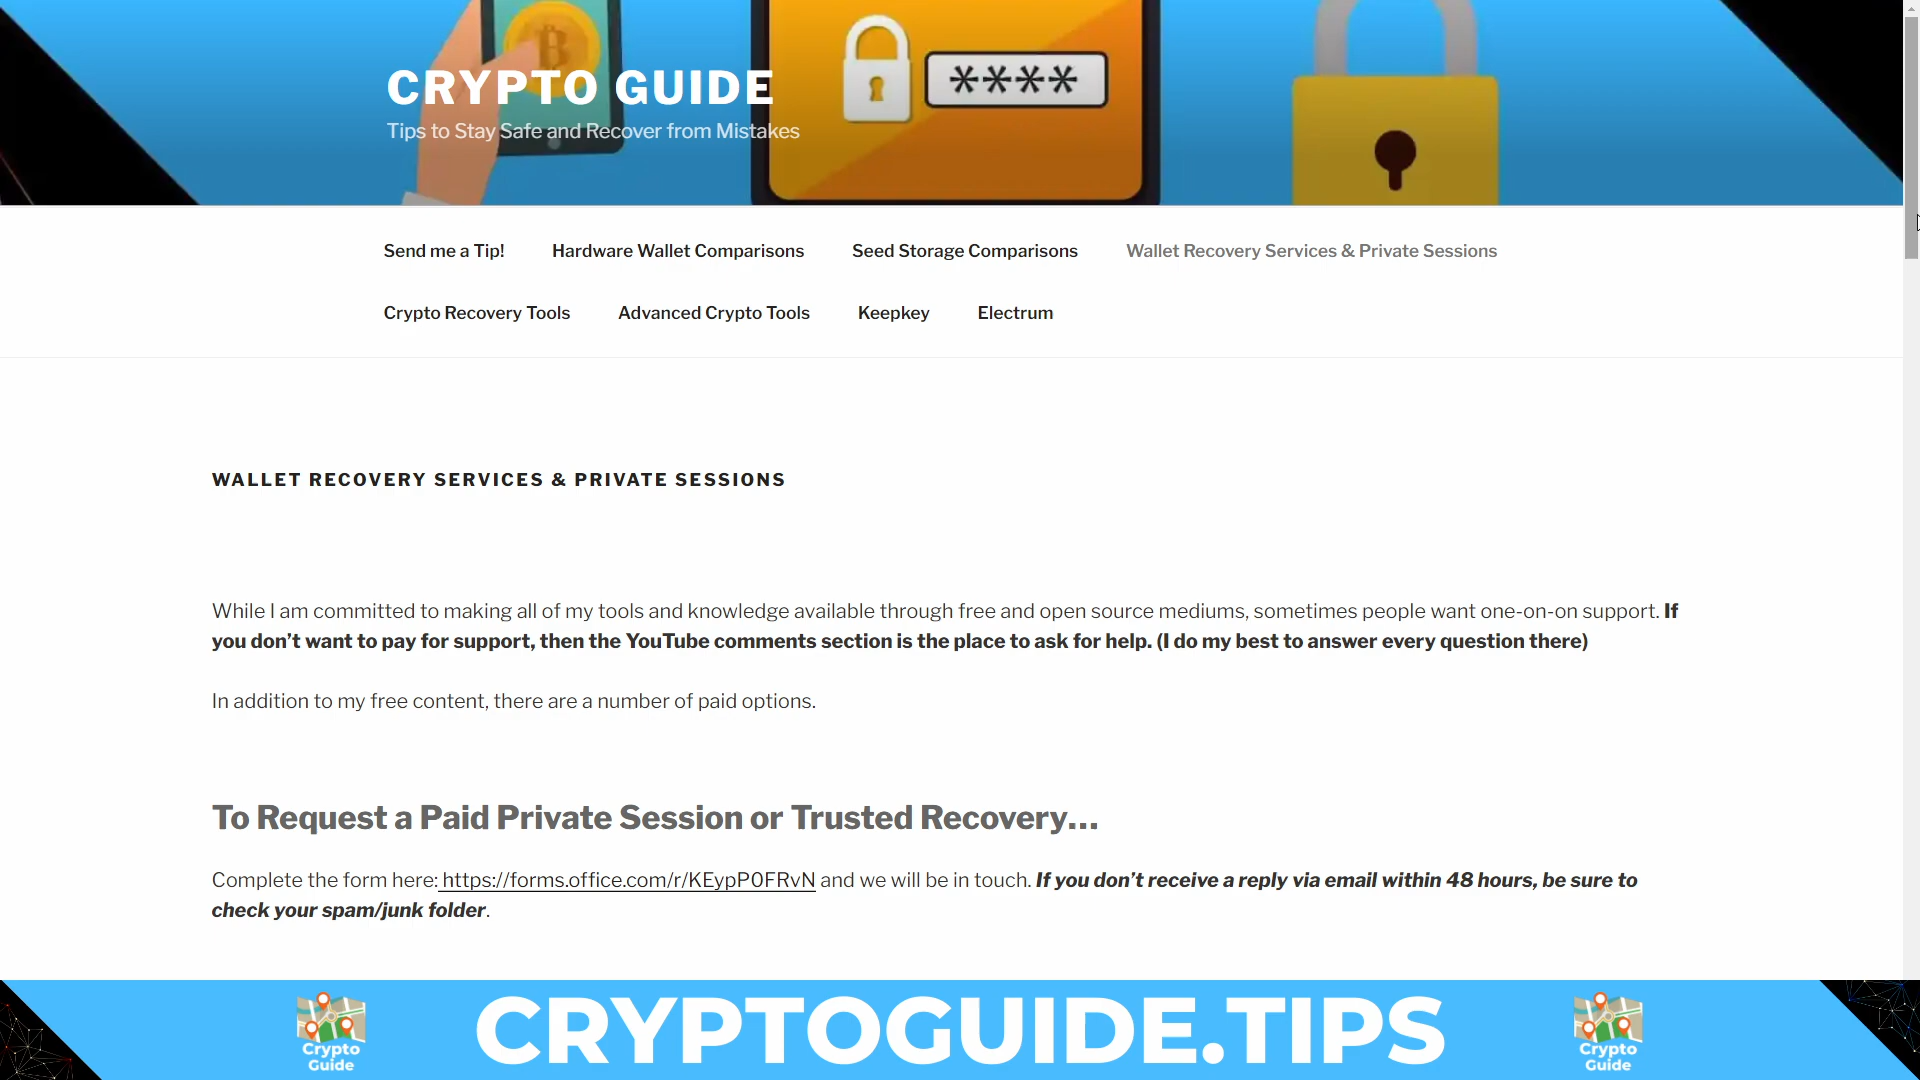 CRYPTO GUIDE
Tips to Stay Safe and Recover from Mistakes
****
Send me a Tip! Hardware Wallet Comparisons Seed Storage Comparisons Wallet Recovery Services & Private Sessions
Crypto Recovery Tools Advanced Crypto Tools Keepkey Electrum
WALLET RECOVERY SERVICES & PRIVATE SESSIONS
While I am committed to making all of my tools and knowledge available through free and open source mediums, sometimes people want one-on-on support. If
you don’t want to pay for support, then the YouTube comments section is the place to ask for help. (I do my best to answer every question there)
In addition to my free content, there are a number of paid options.
To Request a Paid Private Session or Trusted Recovery…
Complete the form here: https://forms.office.com/r/KEypP0FRvN and we will be in touch. If you don’t receive a reply via email within 48 hours, be sure to
check your spam/junk folder.
Crypto
Guide
CRYPTOGUIDE.TIPS
Crypto
Guide